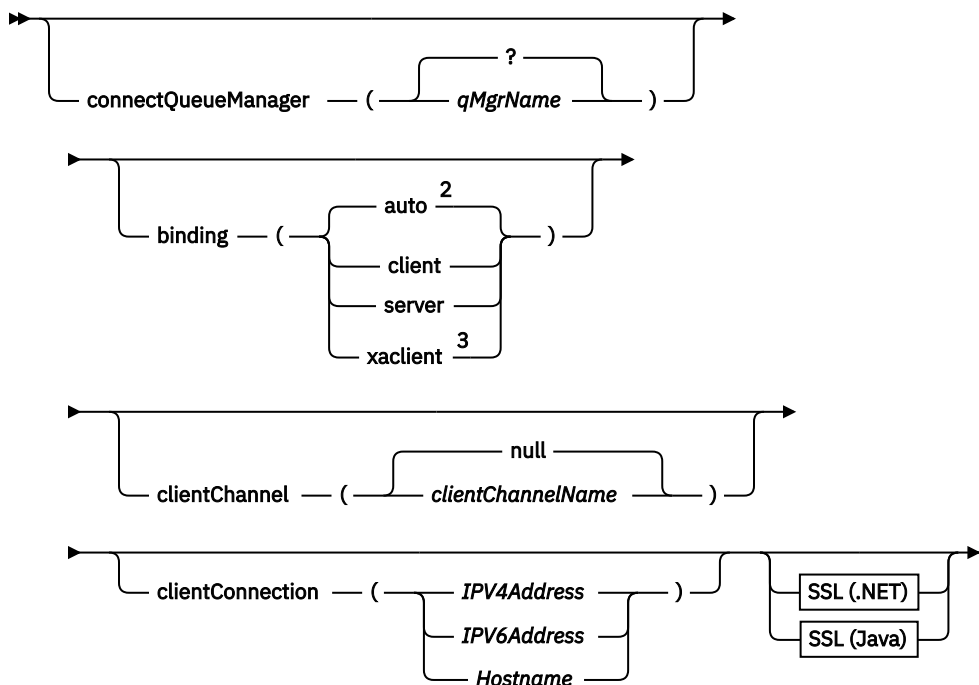 ?
connectQueueManager ( qMgrName )
auto 2
binding ( )
client
server
xaclient 3
null
clientChannel ( clientChannelName )
clientConnection ( IPV4Address ) SSL (.NET)
IPV6Address SSL (Java)
Hostname